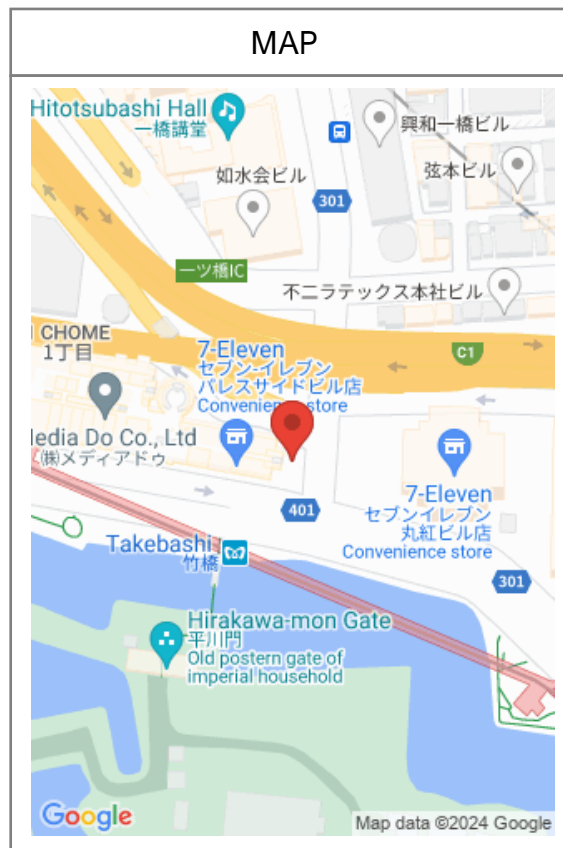 MAP
Hitotsubashi Hall
一橋講堂
興和一橋ビル
如水会ビル
弦本ビル
301
一ツ橋IC
不二ラテックス本社ビル
CHOME
1丁目
7-Eleven
セブン-イレブン
パレスサイドビル店
Convenience store
C1
Media Do Co., Ltd
㈱メディアドゥ
7-Eleven
セブンイレブン
丸紅ビル店
Convenience store
401
Takebashi
竹橋
301
Hirakawa-mon Gate
平川門
Old postern gate of
imperial household
Google
Map data ©2024 Google